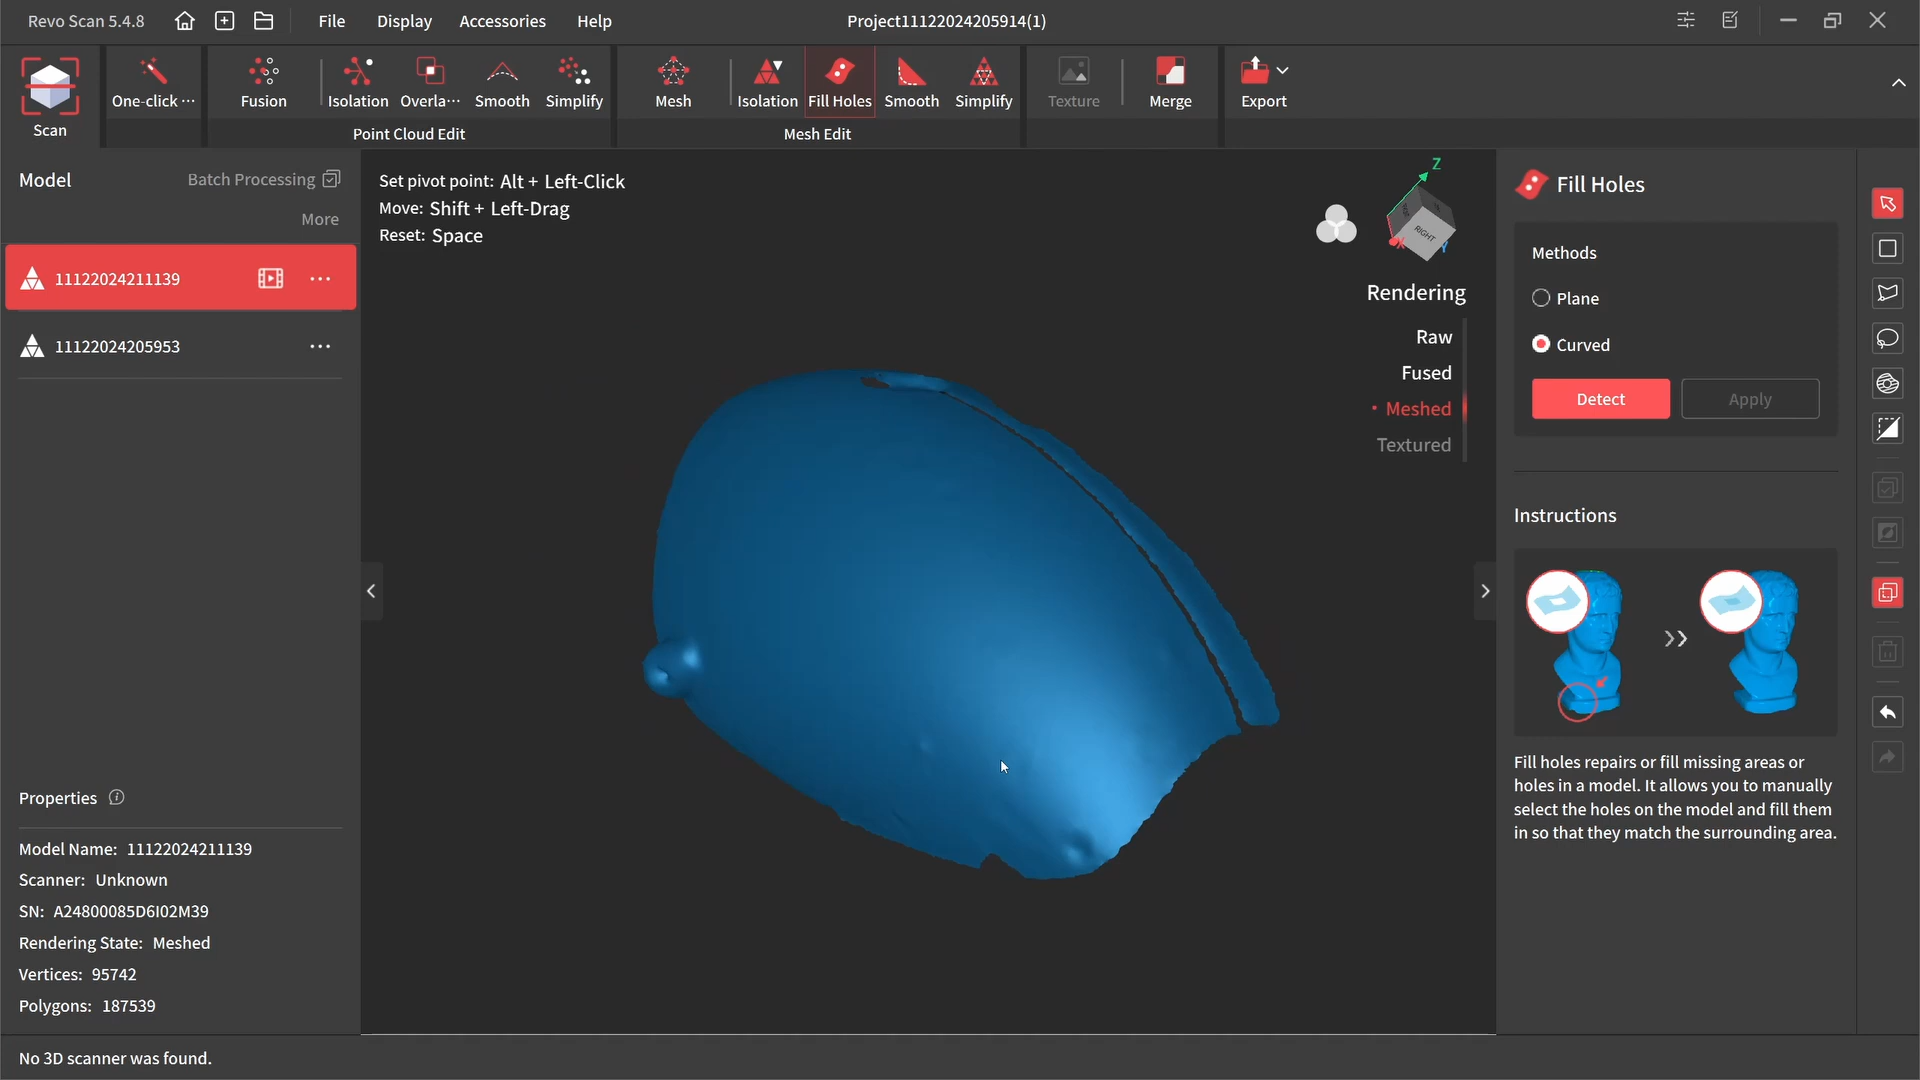 Revo Scan 5.4.8
File
Display
Accessories
Help
Project11122024205914(1)
Scan
One-click ···
Fusion
Isolation
Overla···
Smooth
Simplify
Point Cloud Edit
Mesh
Isolation
Fill Holes
Smooth
Simplify
Mesh Edit
Texture
Merge
Export
Model
Batch Processing
More
11122024211139
11122024205953
Properties
Model Name: 11122024211139
Scanner: Unknown
SN: A24800085D6I02M39
Rendering State: Meshed
Vertices: 95742
Polygons: 187539
Set pivot point: Alt + Left-Click
Move: Shift + Left-Drag
Reset: Space
Z
RIGHT
X
Y
Rendering
Raw
Fused
Meshed
Textured
Fill Holes
Methods
Plane
Curved
Detect
Apply
Instructions
Fill holes repairs or fill missing areas or
holes in a model. It allows you to manually
select the holes on the model and fill them
in so that they match the surrounding area.
No 3D scanner was found.